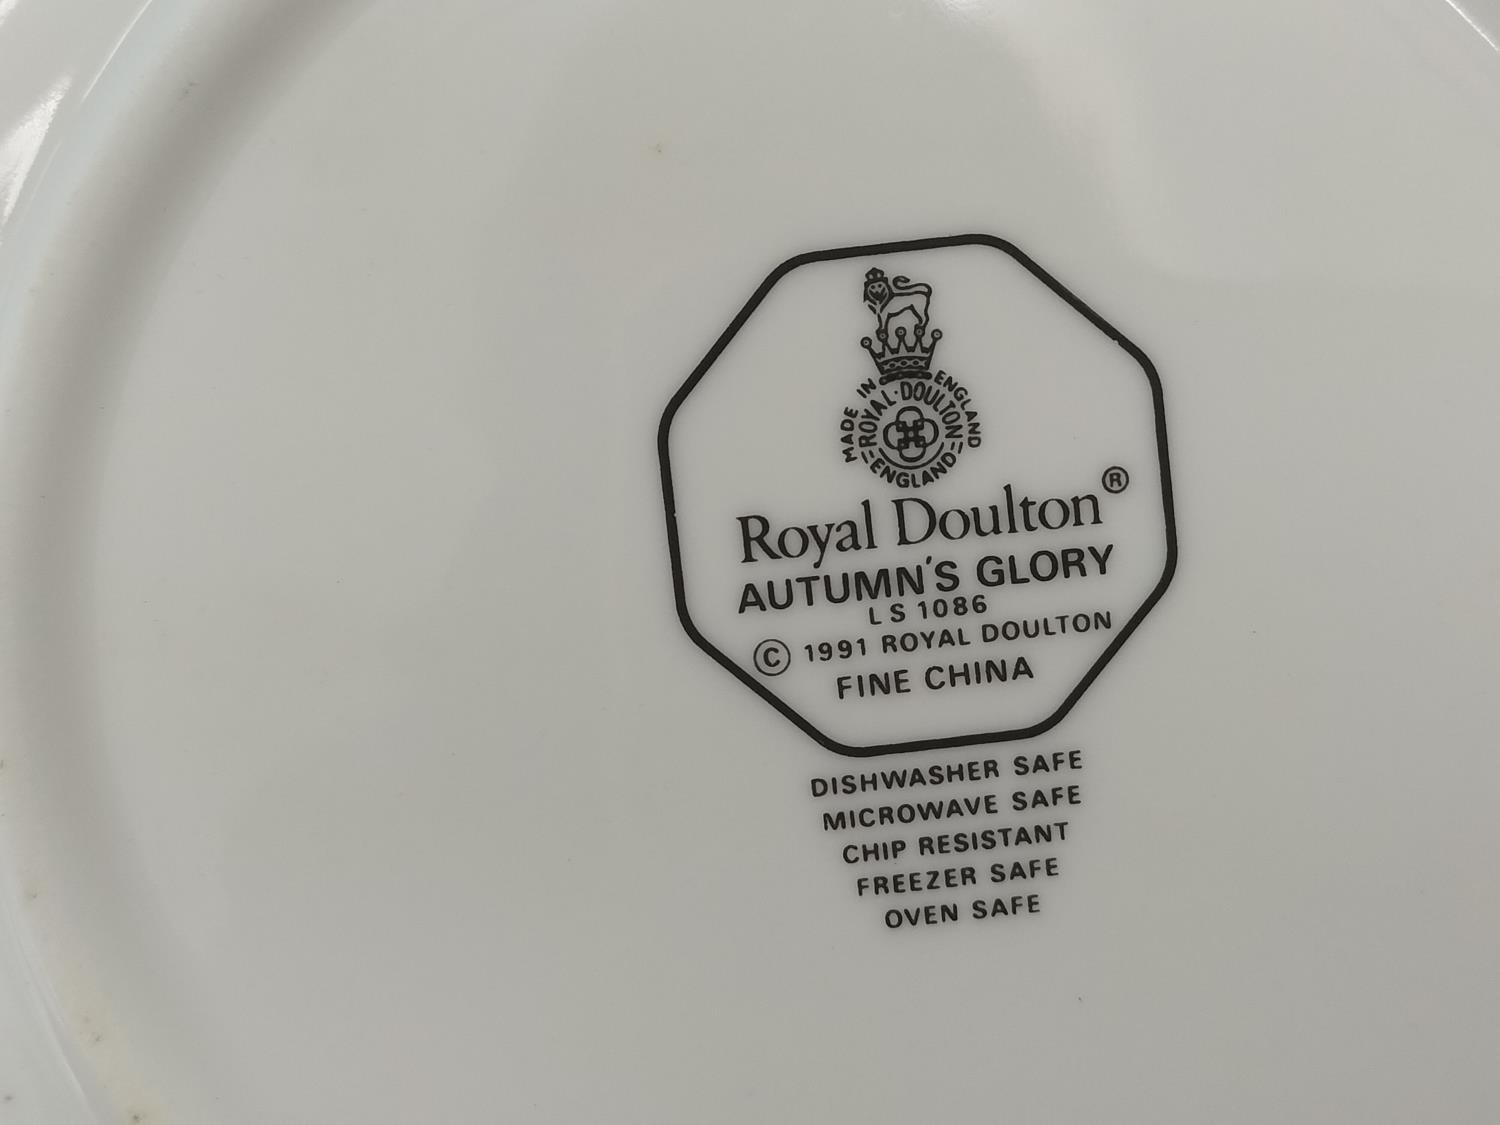 MADE IN ENGLAND
ROYAL·DOULTON
ENGLAND
Royal Doulton®
AUTUMN'S GLORY
LS 1086
© 1991 ROYAL DOULTON
FINE CHINA
DISHWASHER SAFE
MICROWAVE SAFE
CHIP RESISTANT
FREEZER SAFE
OVEN SAFE